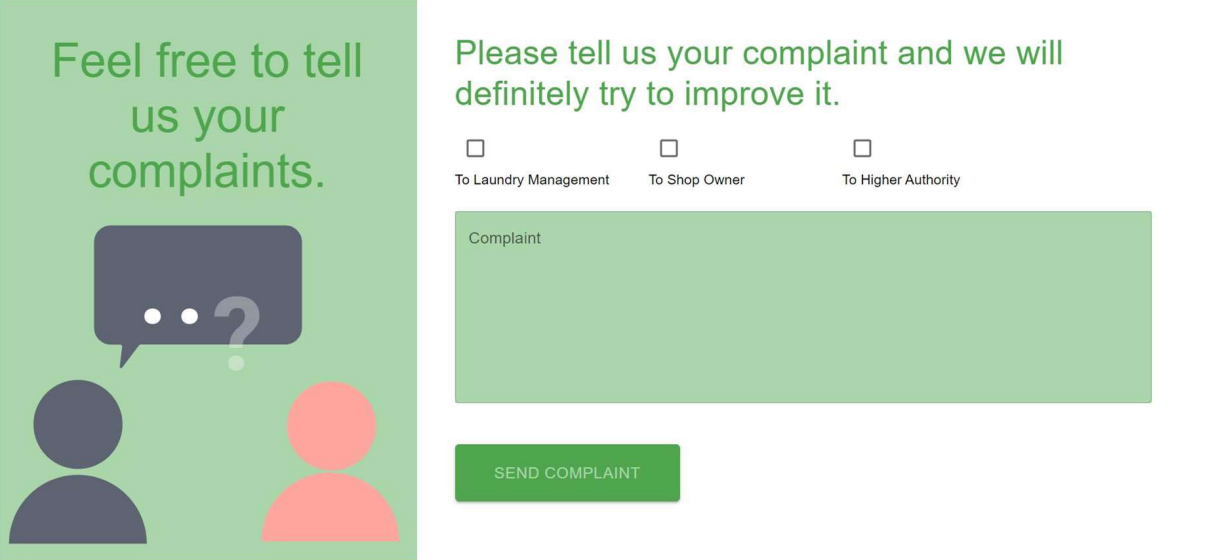 Feel free to tell
us your
complaints.
?
Please tell us your complaint and we will
definitely try to improve it.
To Laundry Management
To Shop Owner
To Higher Authority
Complaint
SEND COMPLAINT